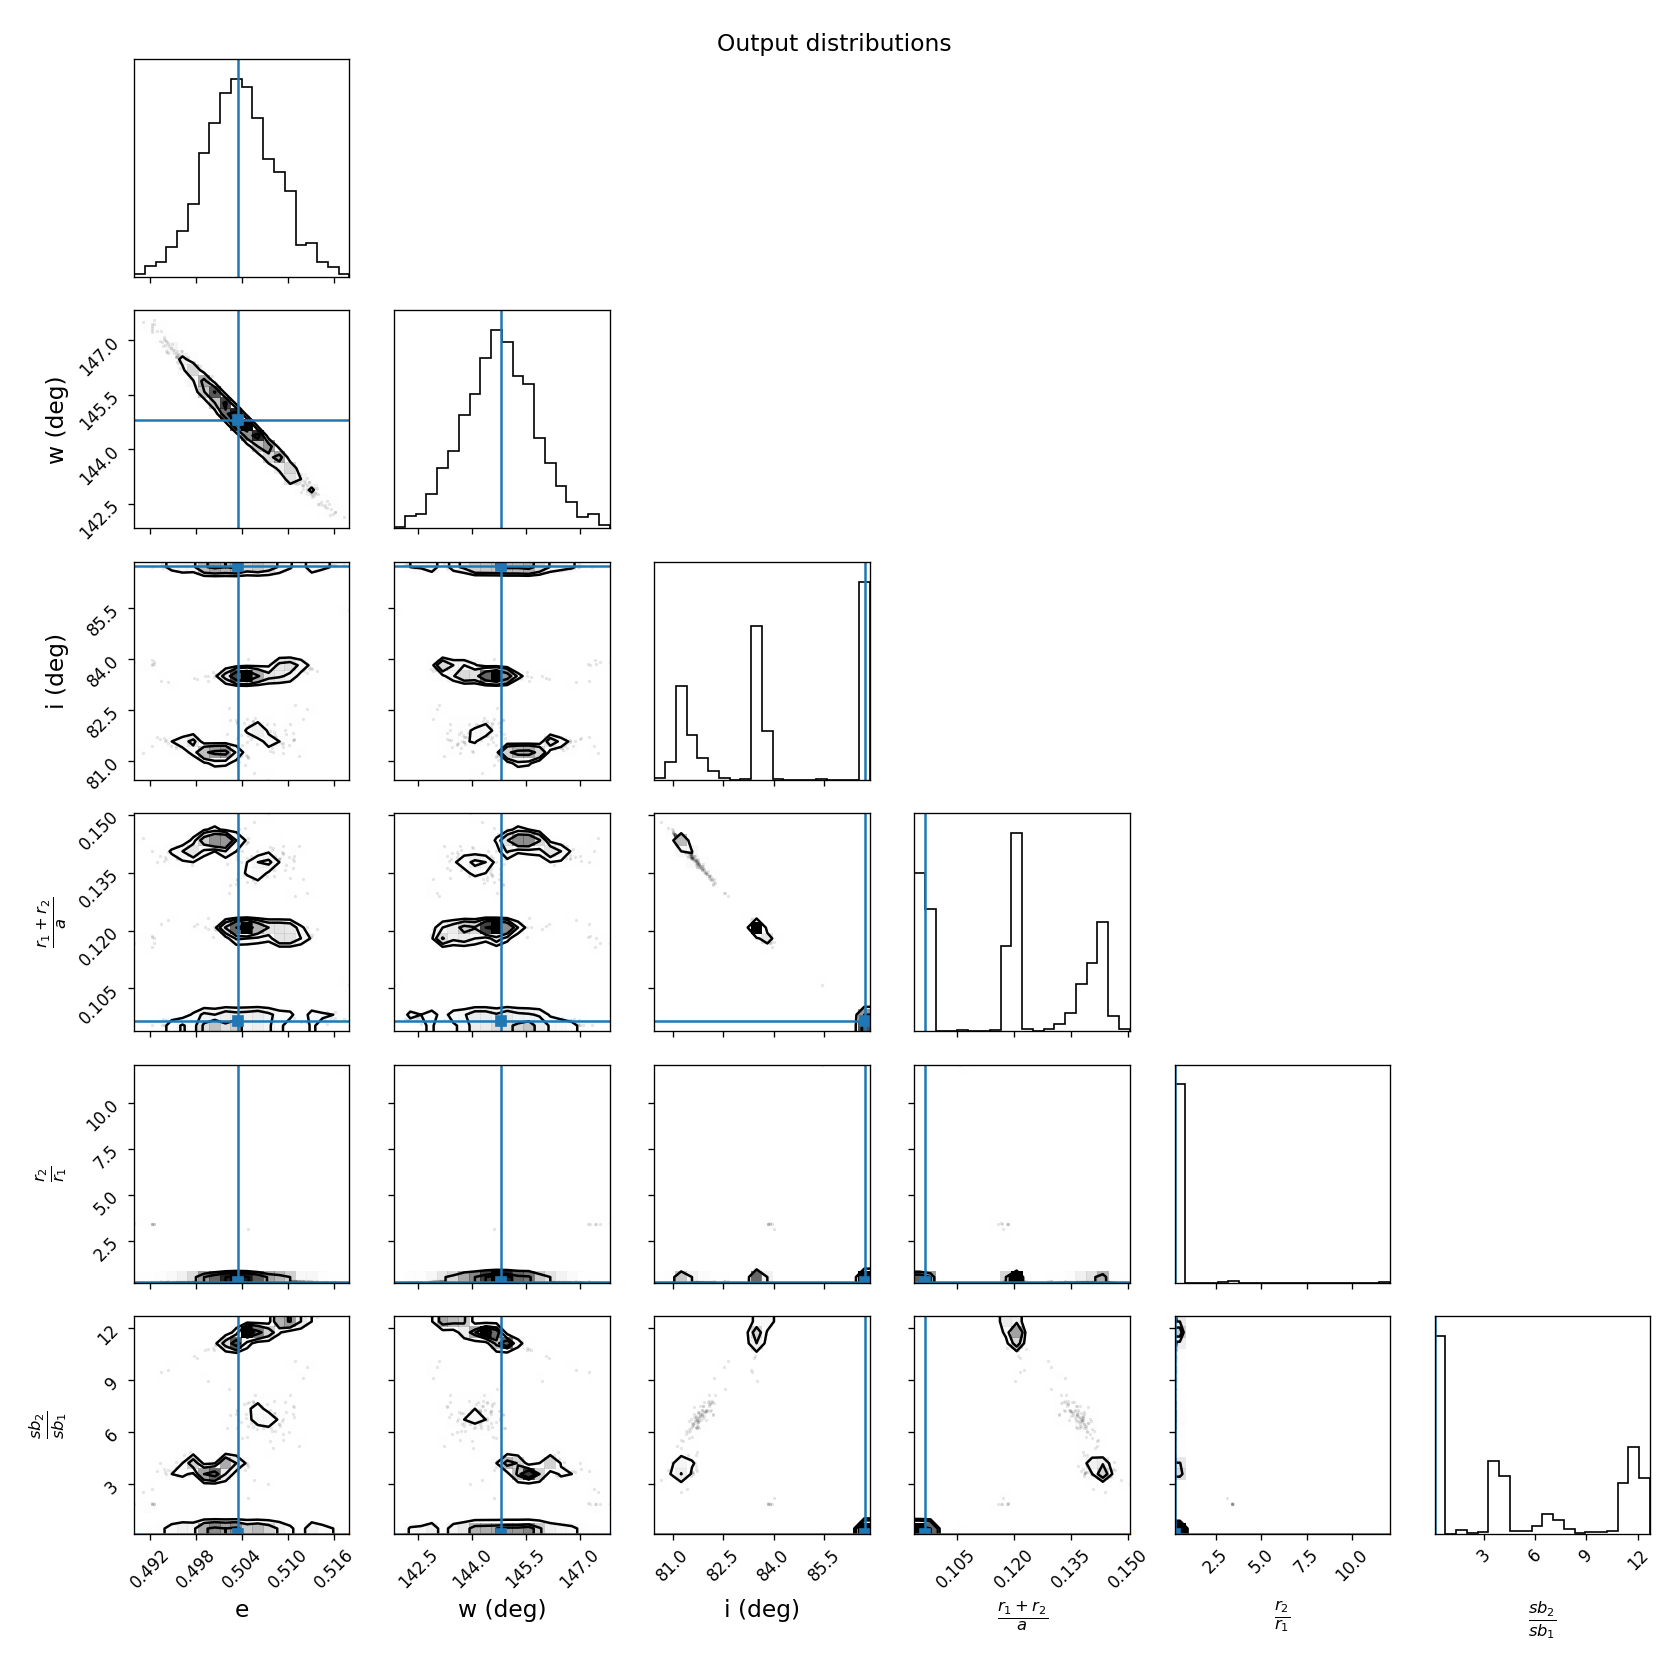 Output distributions
w (deg)
147.0
145.5
144.0
142.5
i (deg)
85.5
84.0
82.5
81.0
r₁ + r₂
a
0.150
0.135
0.120
0.105
r₂
r₁
10.0
7.5
5.0
2.5
sb₂
sb₁
12
9
6
3
0.492 0.498 0.504 0.510 0.516 142.5 144.0 145.5 147.0 81.0 82.5 84.0 85.5 0.105 0.120 0.135 0.150 2.5 5.0 7.5 10.0 3 6 9 12
e w (deg) i (deg) r₁ + r₂ r₂ sb₂
a r₁ sb₁